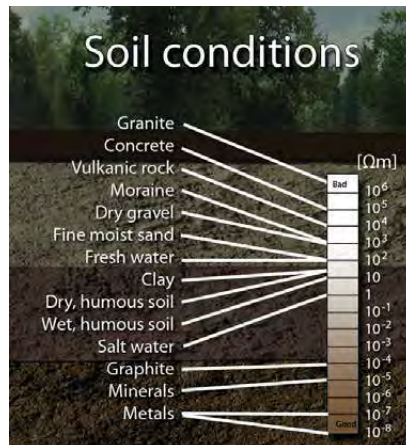 Soil conditions
Granite
Concrete
Vulkanic rock
Moraine
Dry gravel
Fine moist sand
Fresh water
Clay
Dry, humous soil
Wet, humous soil
Salt water
Graphite
Minerals
Metals
[Ωm]
Bad
10⁶
10⁵
10⁴
10³
10²
10
1
10⁻¹
10⁻²
10⁻³
10⁻⁴
10⁻⁵
10⁻⁶
10⁻⁷
Good
10⁻⁸